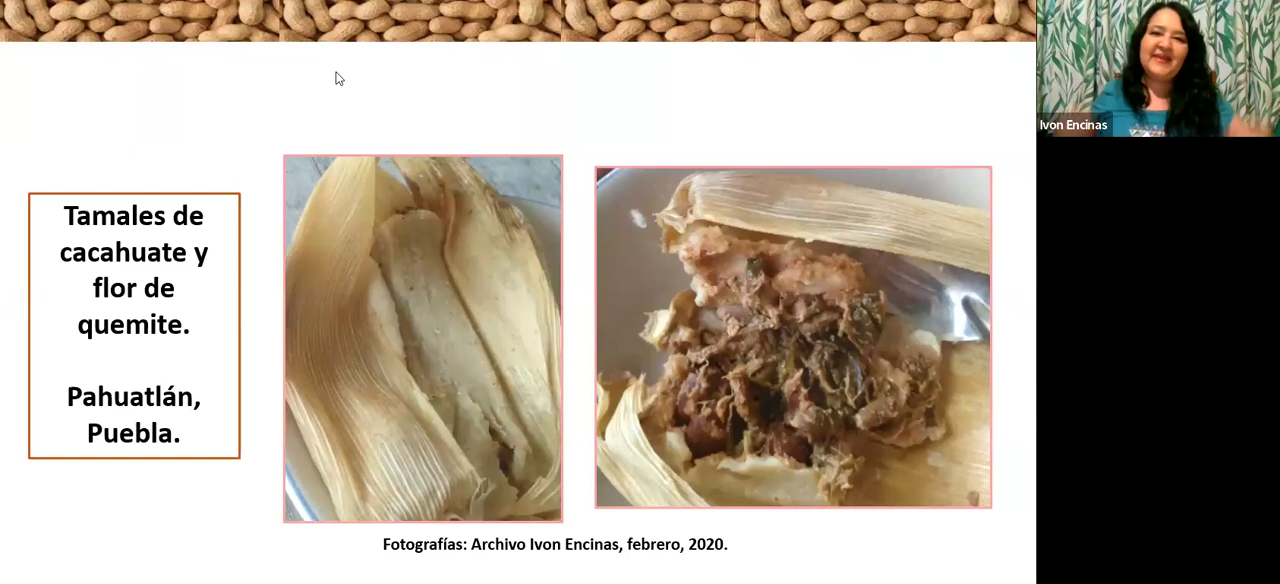 Ivon Encinas
Tamales de
cacahuate y
flor de
quemite.
Pahuatlán,
Puebla.
Fotografías: Archivo Ivon Encinas, febrero, 2020.